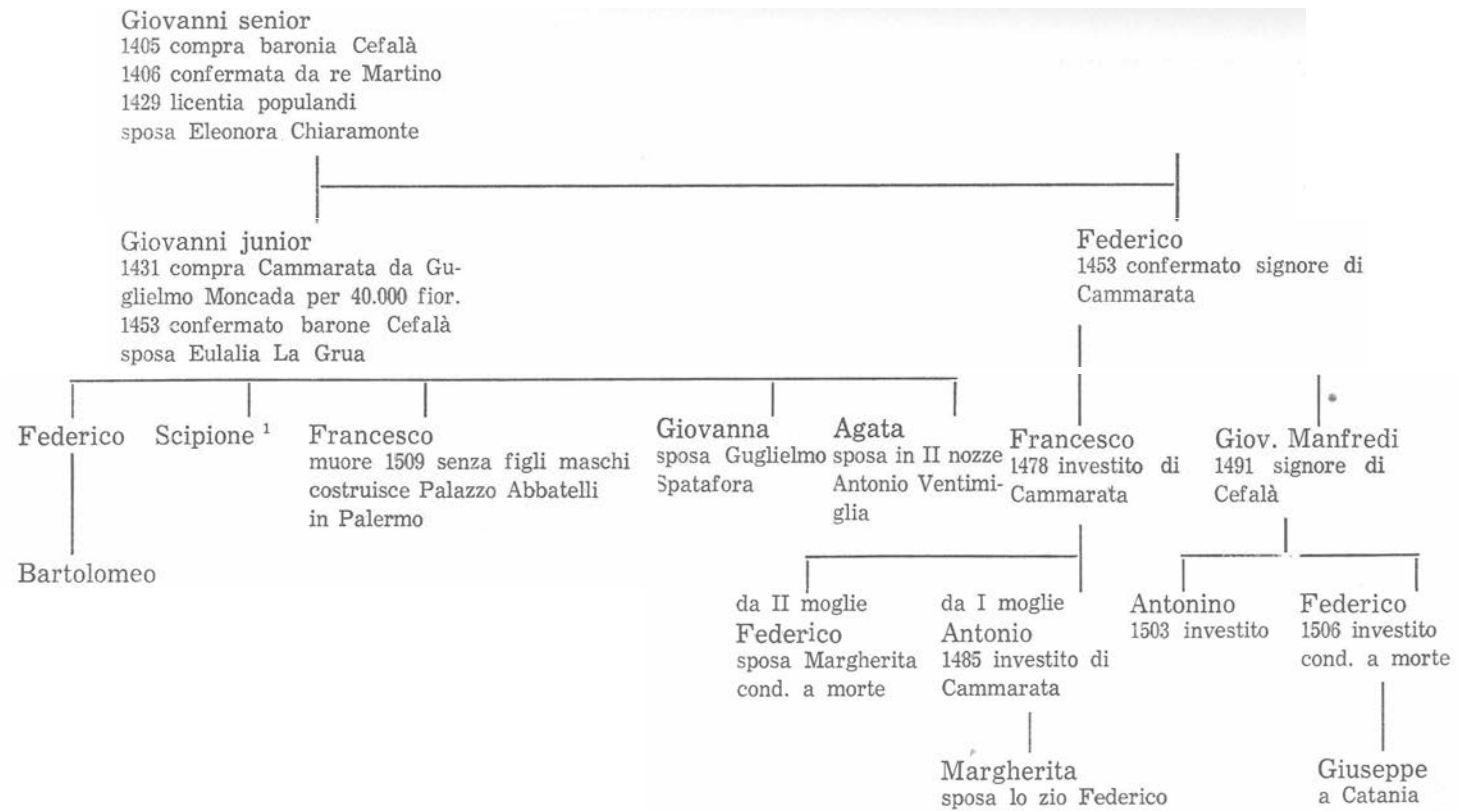 Giovanni senior
1405 compra baronia Cefalà
1406 confermata da re Martino
1429 licentia populandi
sposa Eleonora Chiaramonte
Giovanni junior
1431 compra Cammarata da Gu-
glielmo Moncada per 40.000 fior.
1453 confermato barone Cefalà
sposa Eulalia La Grua
Federico
1453 confermato signore di
Cammarata
Federico
Scipione ¹
Francesco
muore 1509 senza figli maschi
costruisce Palazzo Abbatelli
in Palermo
Giovanna
sposa Guglielmo
Spatafora
Agata
sposa in II nozze
Antonio Ventimi-
glia
Francesco
1478 investito di
Cammarata
Giov. Manfredi
1491 signore di
Cefalà
Bartolomeo
da II moglie
Federico
sposa Margherita
cond. a morte
da I moglie
Antonio
1485 investito di
Cammarata
Antonino
1503 investito
Federico
1506 investito
cond. a morte
Margherita
sposa lo zio Federico
Giuseppe
a Catania